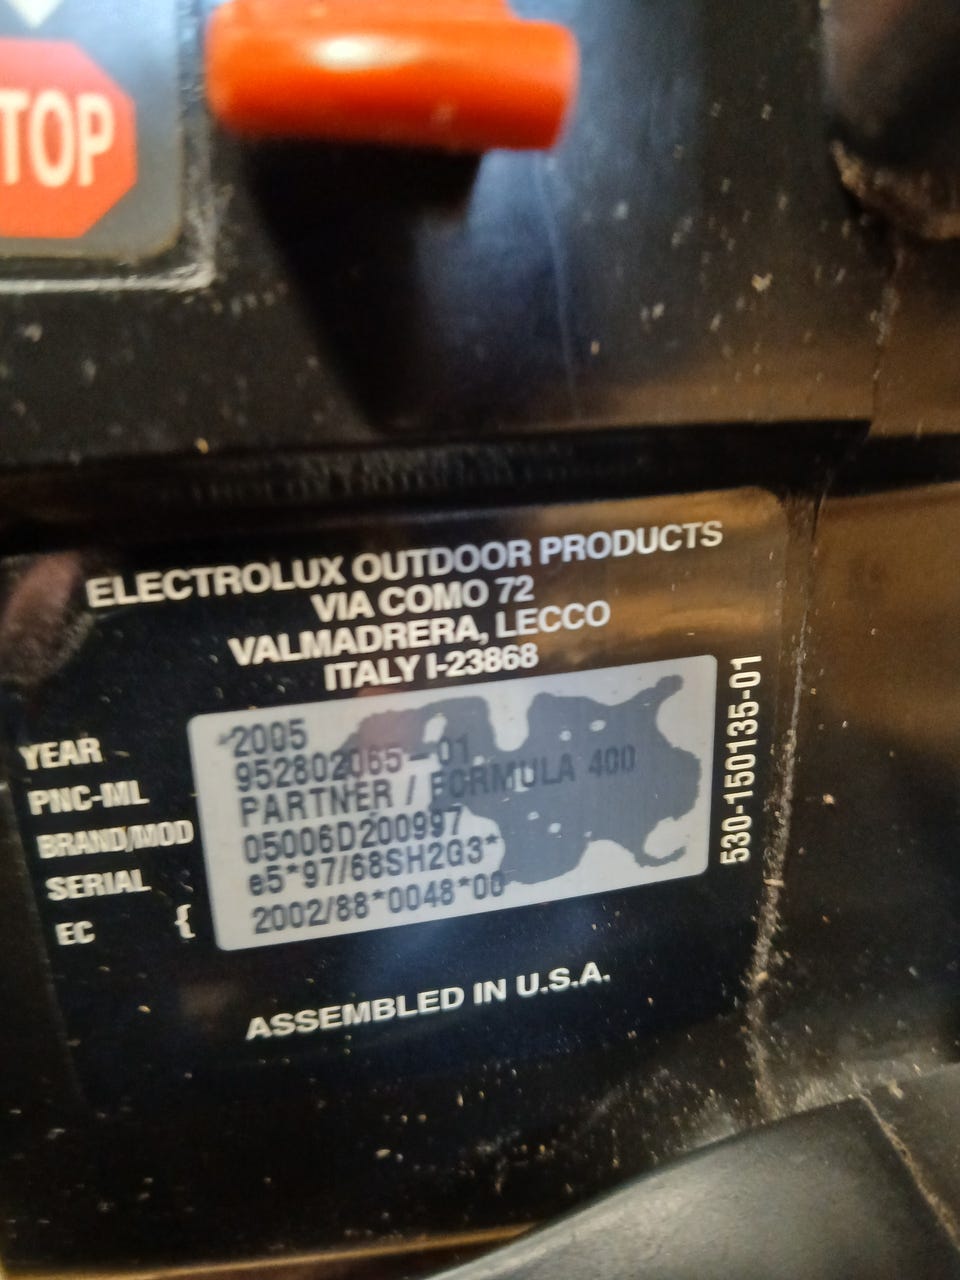 TOP
ELECTROLUX OUTDOOR PRODUCTS
VIA COMO 72
VALMADRERA, LECCO
ITALY I-23868
YEAR *2005
PNC-ML 952802065-01
BRAND/MOD PARTNER / FORMULA 400
SERIAL 05006D200997
EC { e5*97/68SH2G3*
2002/88*0048*00
530-150135-01
ASSEMBLED IN U.S.A.